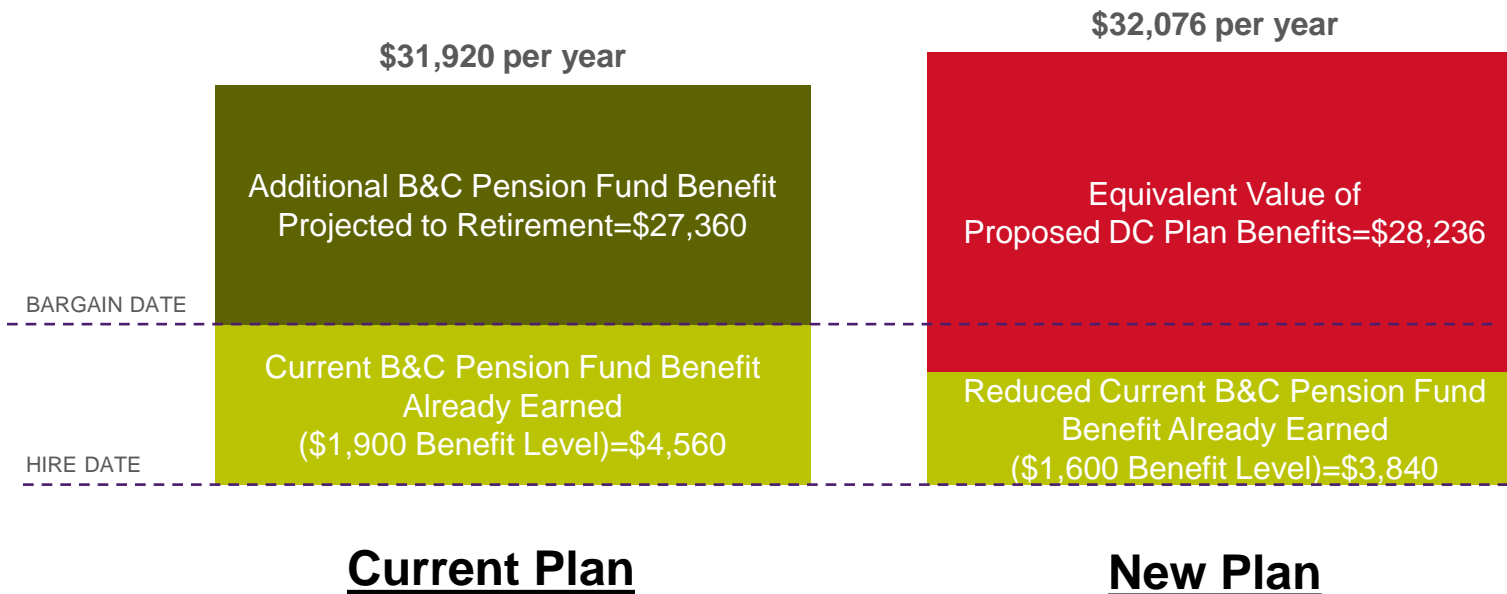 $31,920 per year
$32,076 per year
Additional B&C Pension Fund Benefit
Projected to Retirement=$27,360
Equivalent Value of
Proposed DC Plan Benefits=$28,236
BARGAIN DATE
Current B&C Pension Fund Benefit
Already Earned
($1,900 Benefit Level)=$4,560
Reduced Current B&C Pension Fund
Benefit Already Earned
($1,600 Benefit Level)=$3,840
HIRE DATE
Current Plan
New Plan